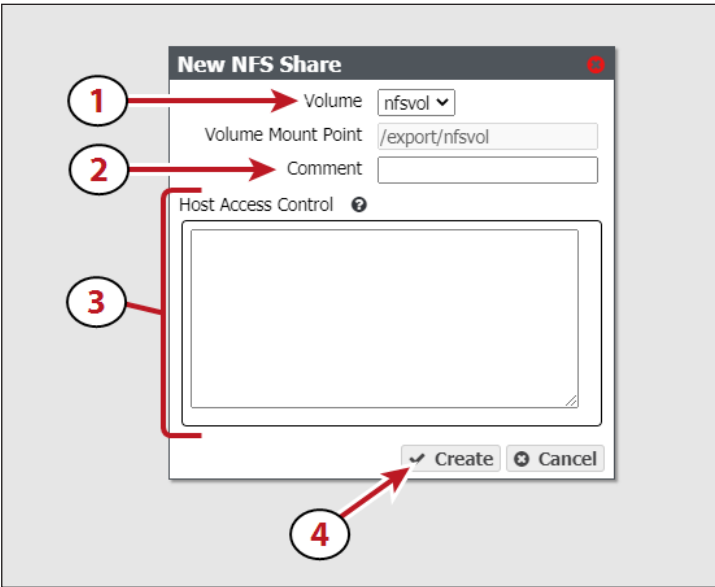 New NFS Share
1
Volume nfsvol
Volume Mount Point /export/nfsvol
2
Comment
Host Access Control
3
Create Cancel
4